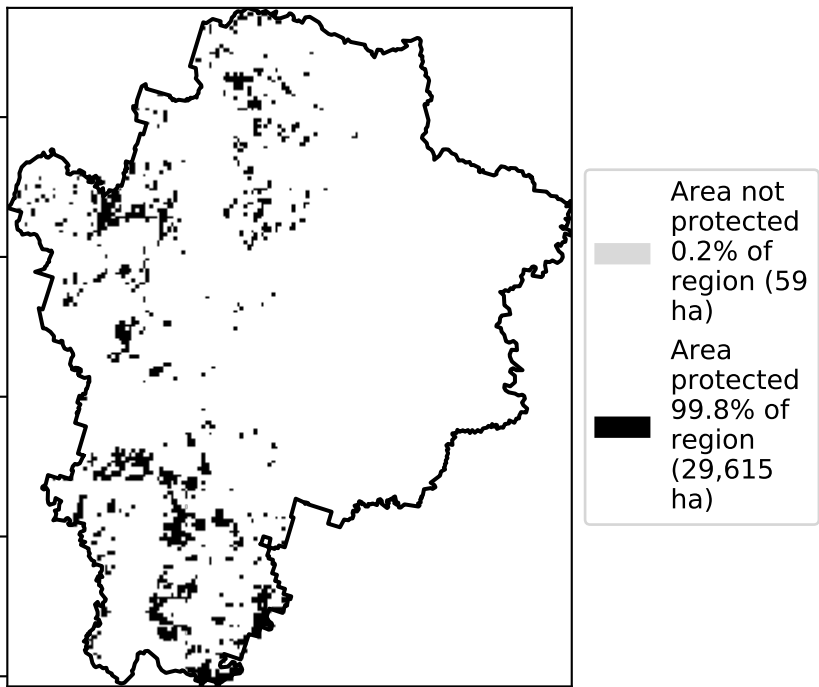 Area not
protected
0.2% of
region (59
ha)
Area
protected
99.8% of
region
(29,615
ha)